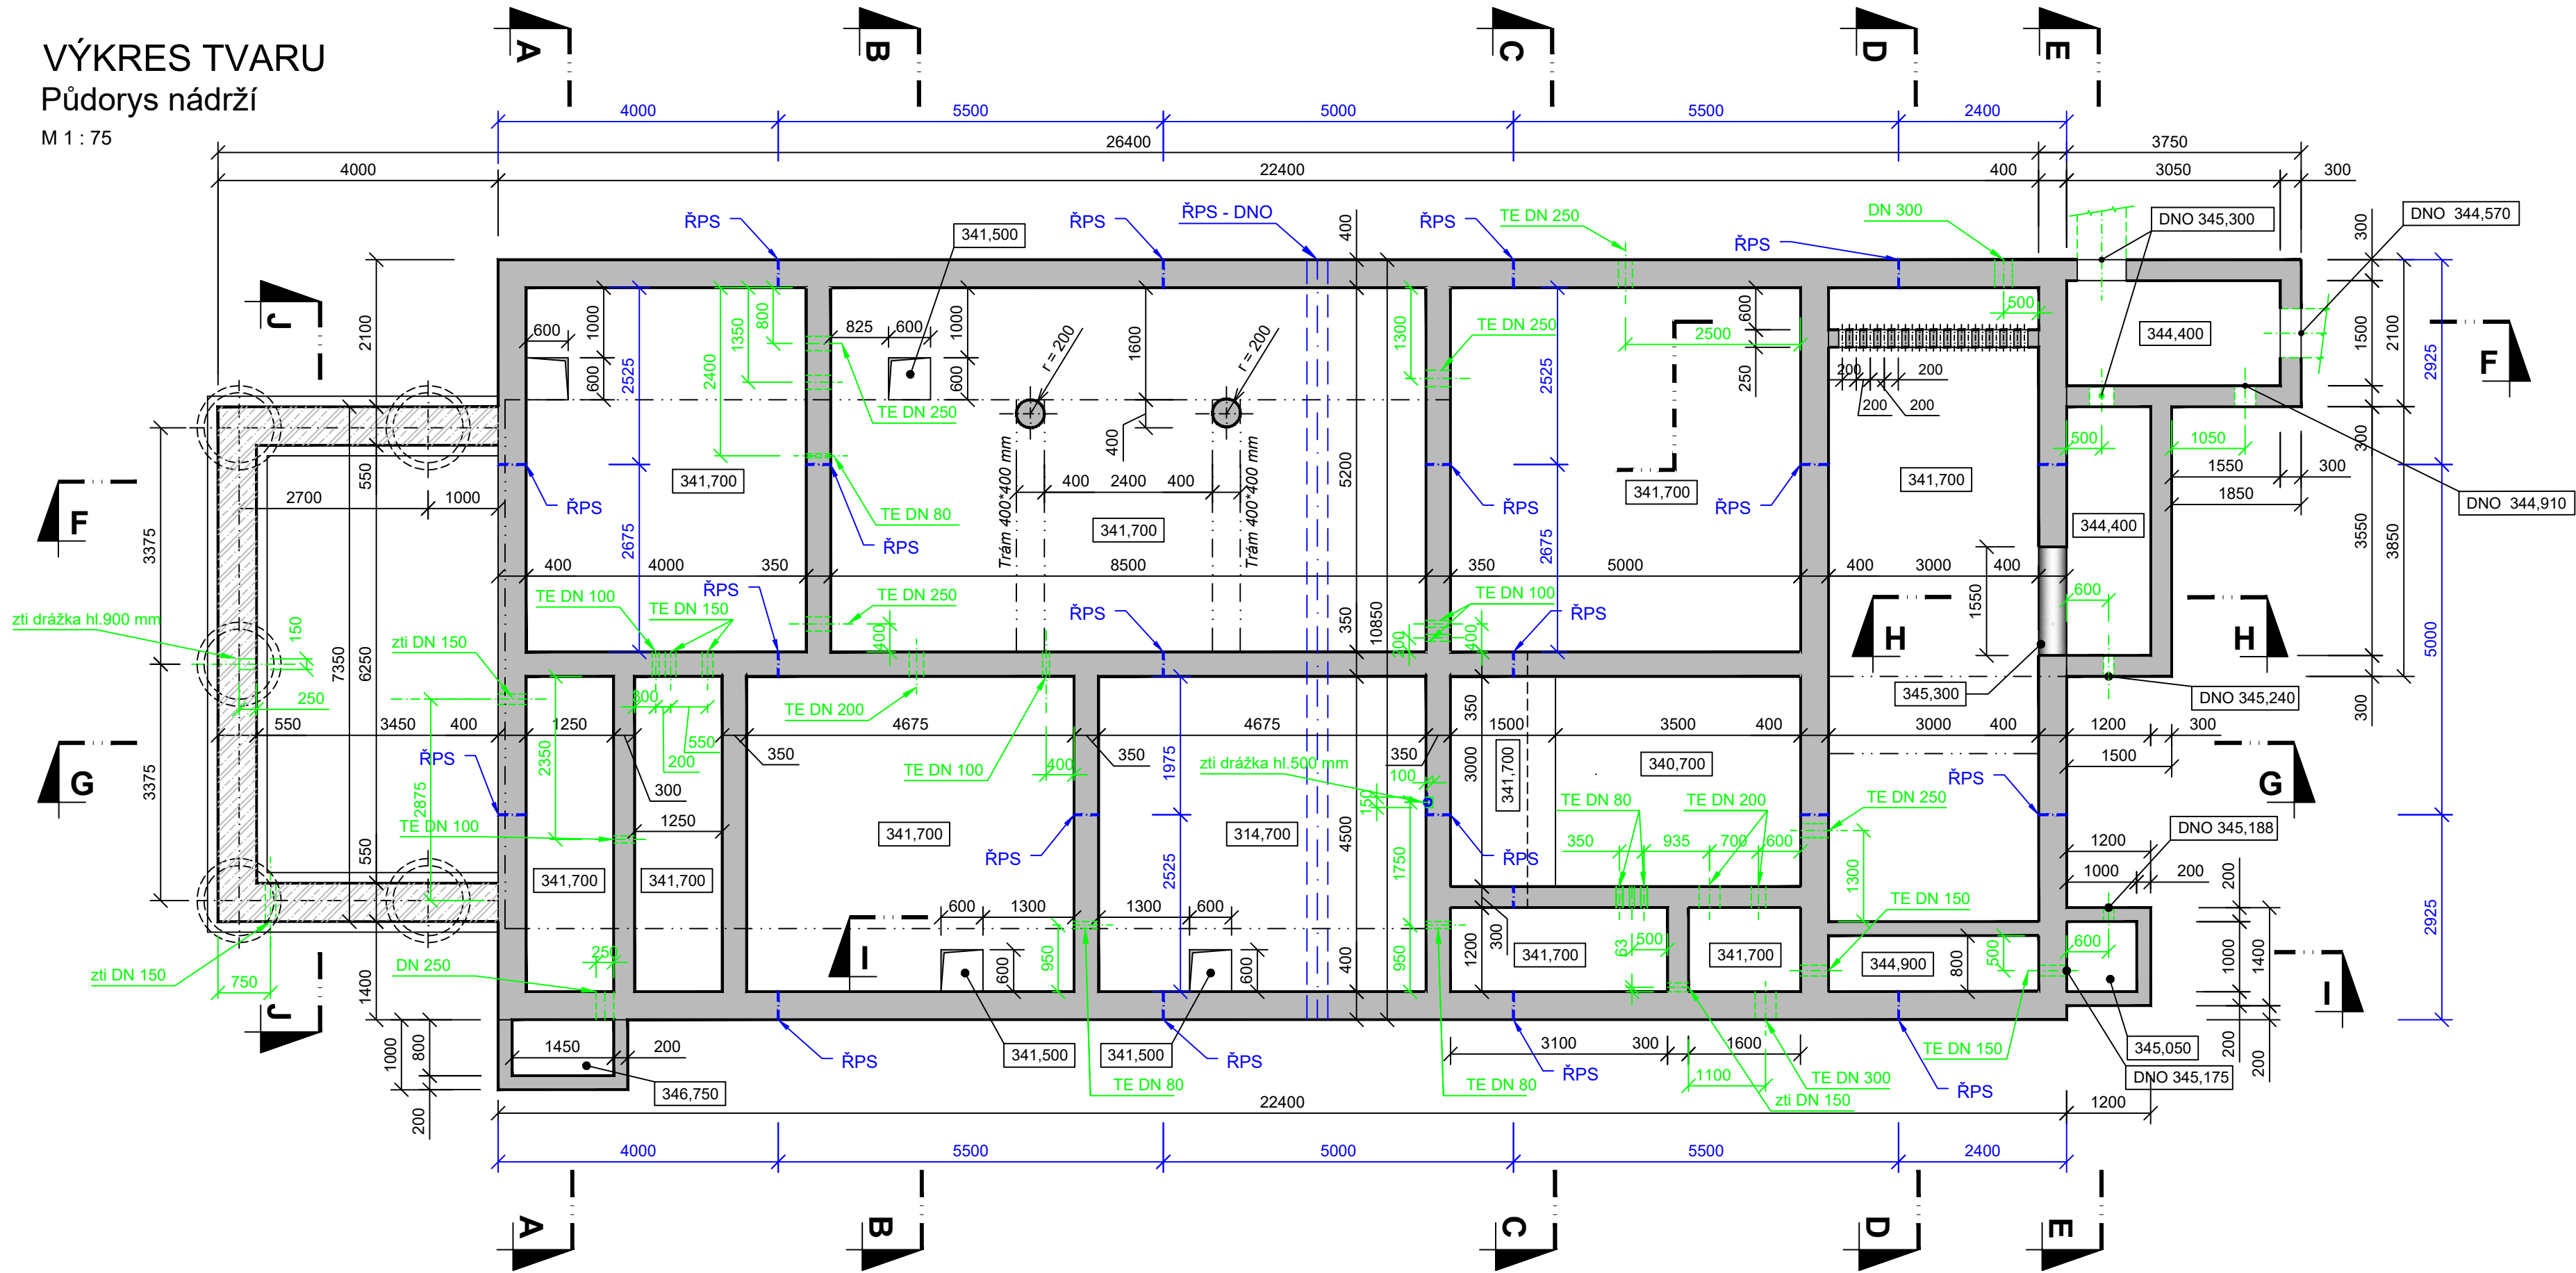 VÝKRES TVARU
Půdorys nádrží
M 1 : 75
A
B
C
D
E
4000
5500
5000
5500
2400
26400
3750
4000
22400
400
3050
300
ŘPS
341,500
ŘPS
ŘPS - DNO
400
ŘPS
TE DN 250
ŘPS
DN 300
DNO 345,300
DNO 344,570
300
J
2100
600
1000
600
2525
2400
1350
800
825
600
1000
600
TE DN 250
1600
400
r = 200
r = 200
1300
TE DN 250
2525
2500
600
250
500
200
200
200
200
344,400
1500
2100
2925
F
550
2700
1000
341,700
ŘPS
TE DN 80
ŘPS
Trám 400*400 mm
400
2400
400
Trám 400*400 mm
341,700
5200
ŘPS
341,700
ŘPS
341,700
500
1050
1550
300
1850
300
DNO 344,910
344,400
3550
3850
F
3375
2675
2675
400
4000
350
8500
350
5000
400
3000
400
zti drážka hl.900 mm
150
7350
6250
zti DN 150
TE DN 100
TE DN 150
ŘPS
TE DN 250
400
ŘPS
350
10850
TE DN 100
200
400
ŘPS
1550
600
H
H
345,300
DNO 345,240
300
5000
250
550
3450
400
1250
300
550
200
TE DN 200
4675
350
TE DN 100
400
350
4675
350
350
1500
3500
400
3000
400
1200
300
1500
G
G
3375
ŘPS
2875
2350
300
1250
1975
zti drážka hl.500 mm
100
150
3000
341,700
340,700
ŘPS
TE DN 80
TE DN 200
TE DN 250
TE DN 100
341,700
ŘPS
314,700
4500
1750
ŘPS
350
935
700
600
1300
DNO 345,188
1200
1000
200
200
550
341,700
341,700
2525
TE DN 150
2925
I
600
1300
1300
600
950
600
600
400
950
1200
300
341,700
63
500
341,700
344,900
800
500
600
1000
1400
I
zti DN 150
750
DN 250
250
1400
J
1000
800
200
1450
200
346,750
ŘPS
341,500
341,500
ŘPS
TE DN 80
TE DN 80
3100
300
1600
ŘPS
1100
TE DN 300
zti DN 150
TE DN 150
ŘPS
345,050
DNO 345,175
200
200
22400
1200
4000
5500
5000
5500
2400
A
B
C
D
E